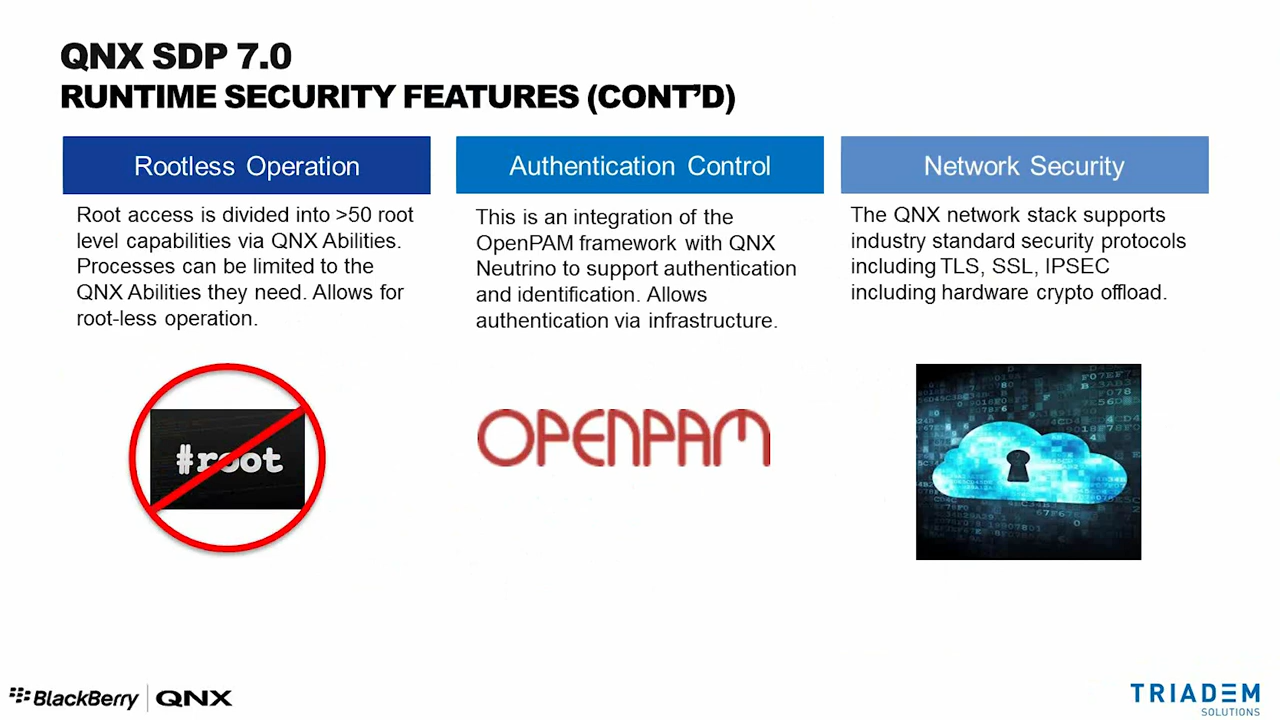 QNX SDP 7.0
RUNTIME SECURITY FEATURES (CONT'D)
Rootless Operation
Root access is divided into >50 root
level capabilities via QNX Abilities.
Processes can be limited to the
QNX Abilities they need. Allows for
root-less operation.
#root
Authentication Control
This is an integration of the
OpenPAM framework with QNX
Neutrino to support authentication
and identification. Allows
authentication via infrastructure.
OPENPAM
Network Security
The QNX network stack supports
industry standard security protocols
including TLS, SSL, IPSEC
including hardware crypto offload.
BlackBerry | QNX
TRIADEM
SOLUTIONS